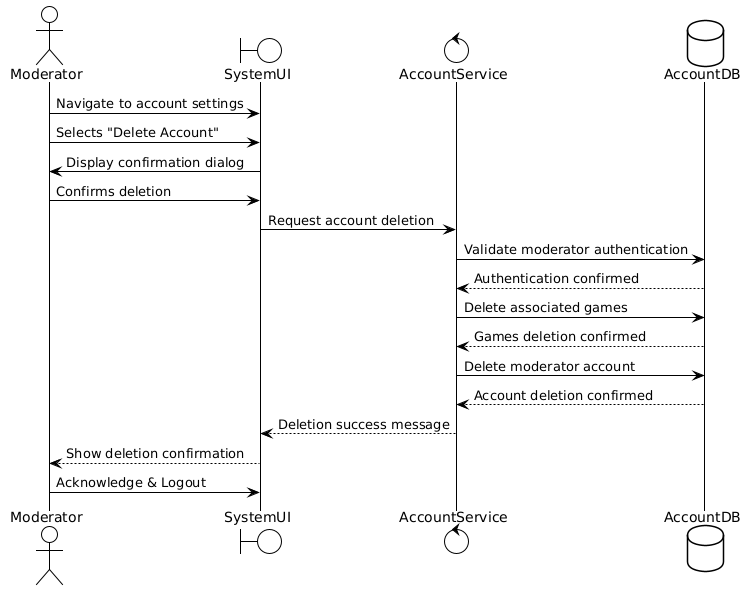 Moderator
SystemUI
AccountService
AccountDB
Navigate to account settings
Selects "Delete Account"
Display confirmation dialog
Confirms deletion
Request account deletion
Validate moderator authentication
Authentication confirmed
Delete associated games
Games deletion confirmed
Delete moderator account
Account deletion confirmed
Deletion success message
Show deletion confirmation
Acknowledge & Logout
Moderator
SystemUI
AccountService
AccountDB